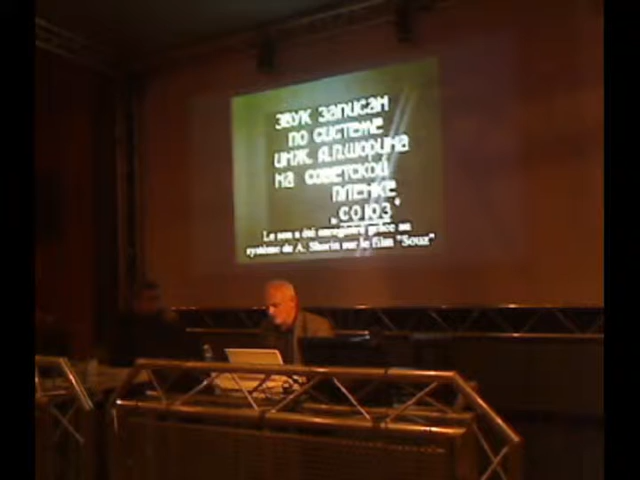 ЗВУК ЗАПИСАН
ПО СИСТЕМЕ
ИНЖ. А.П.ШОРИНА
НА СОВЕТСКОЙ
ПЛЕНКЕ
„СОЮЗ“
Le son a été enregistré grâce au
système de A. Shorin sur le film "Souz"